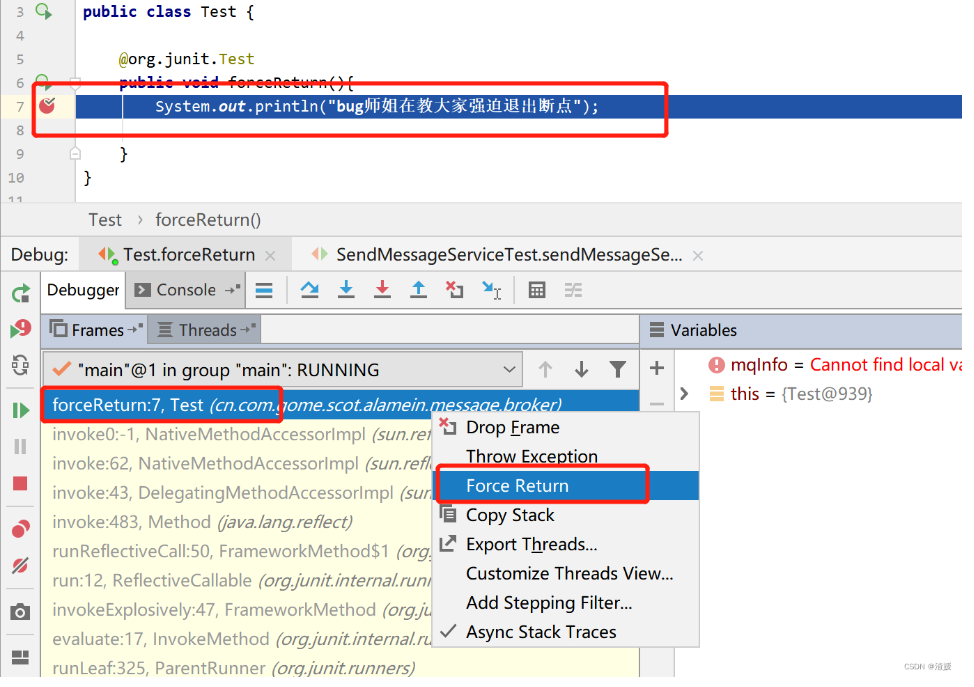 3 public class Test {
4
5 @org.junit.Test
6 public void forceReturn(){
7 System.out.println("bug师姐在教大家强迫退出断点");
8
9 }
10 }
11
Test › forceReturn()
Debug: Test.forceReturn × SendMessageServiceTest.sendMessageSe... ×
Debugger Console
Frames Threads Variables
"main"@1 in group "main": RUNNING
mqInfo = Cannot find local va
forceReturn:7, Test (cn.com.gome.scot.alamein.message.broker)
this = {Test@939}
invoke0:-1, NativeMethodAccessorImpl (sun.ref
invoke:62, NativeMethodAccessorImpl (sun.refl
invoke:43, DelegatingMethodAccessorImpl (sun
invoke:483, Method (java.lang.reflect)
runReflectiveCall:50, FrameworkMethod$1 (org
run:12, ReflectiveCallable (org.junit.internal.runn
invokeExplosively:47, FrameworkMethod (org.ju
evaluate:17, InvokeMethod (org.junit.internal.ru
runLeaf:325, ParentRunner (org.junit.runners)
Drop Frame
Throw Exception
Force Return
Copy Stack
Export Threads...
Customize Threads View...
Add Stepping Filter...
Async Stack Traces
CSDN @渣媛